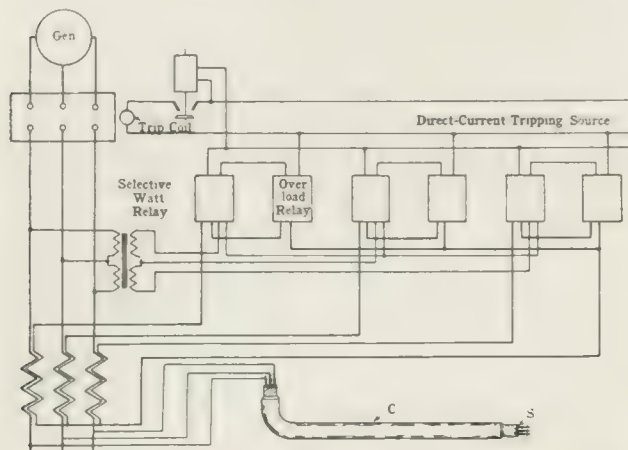 Gen
Trip Coil
Direct-Current Tripping Source
Selective
Watt
Relay
Over
load
Relay
C
S